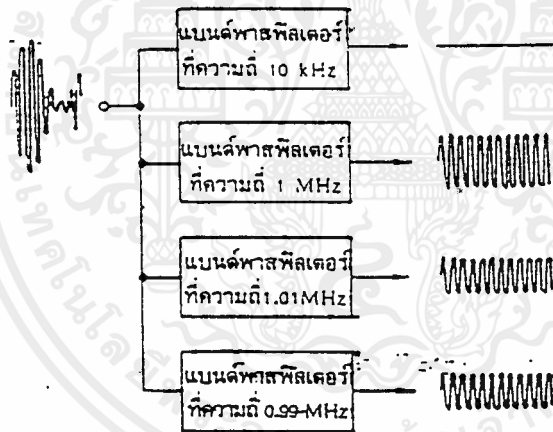 แบนด์พาสฟิลเตอร์
ที่ความถี่ 10 kHz
แบนด์พาสฟิลเตอร์
ที่ความถี่ 1 MHz
แบนด์พาสฟิลเตอร์
ที่ความถี่1.01MHz
แบนด์พาสฟิลเตอร์
ที่ความถี่ 0.99-MHz